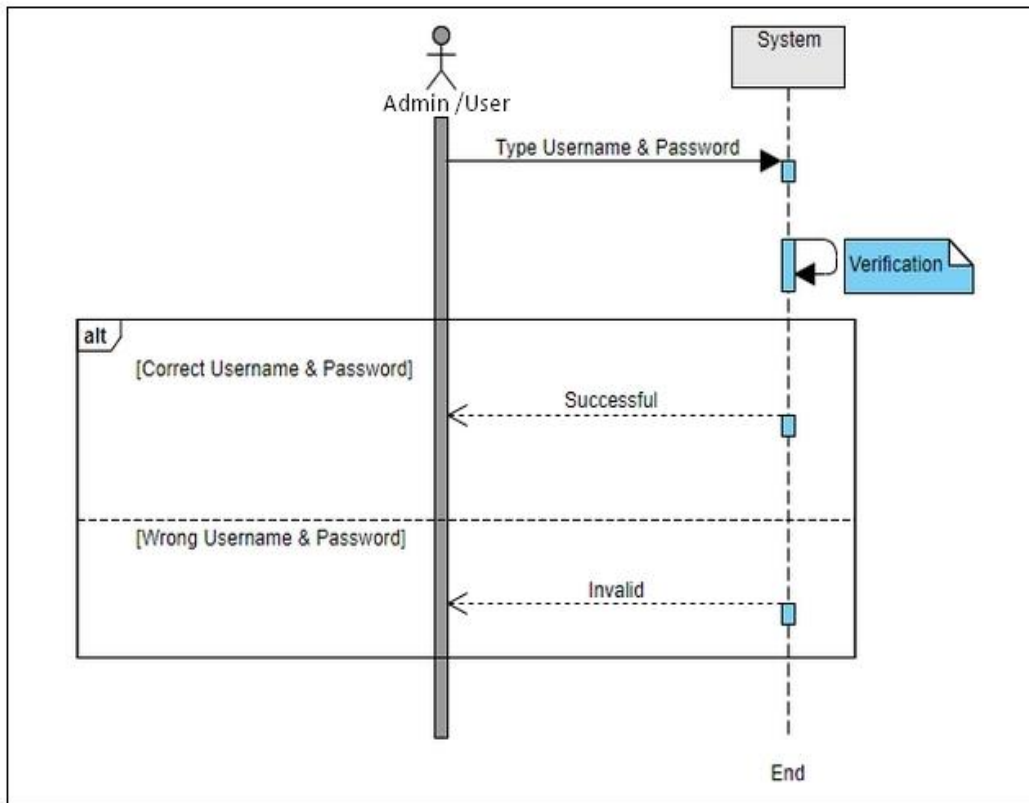 System
Admin /User
Type Username & Password
Verification
alt
[Correct Username & Password]
Successful
[Wrong Username & Password]
Invalid
End